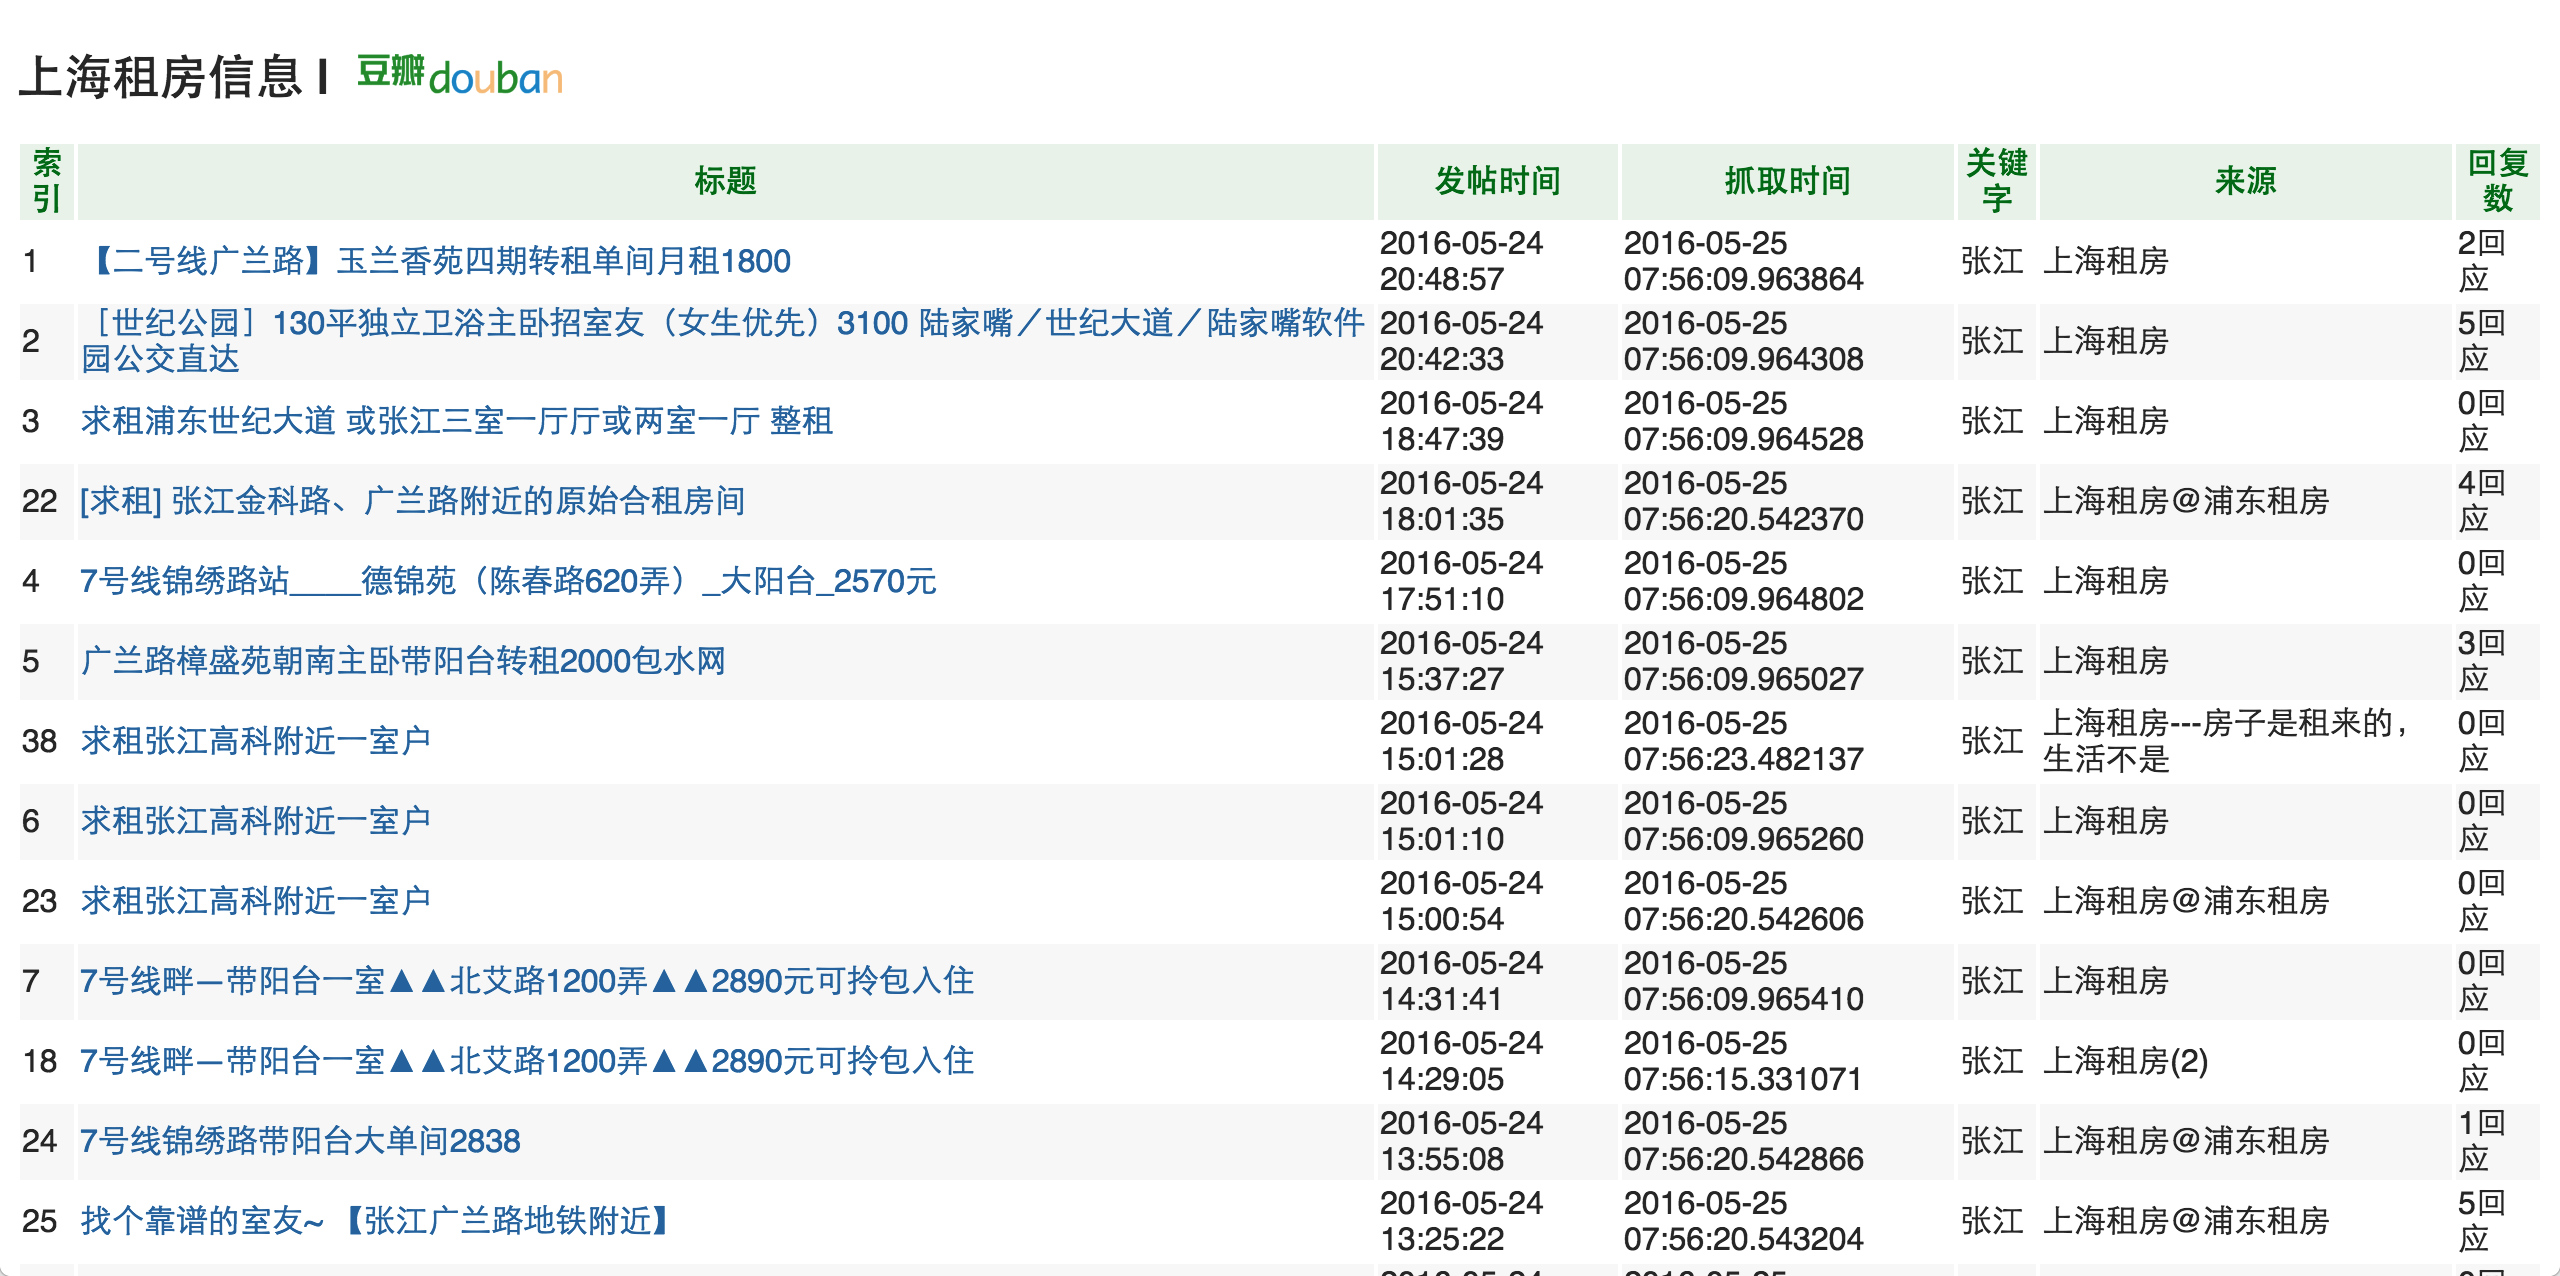 上海租房信息 | 豆瓣douban
索引 标题 发帖时间 抓取时间 关键字 来源 回复数
1 【二号线广兰路】玉兰香苑四期转租单间月租1800 2016-05-24 20:48:57 2016-05-25 07:56:09.963864 张江 上海租房 2回应
2 ［世纪公园］130平独立卫浴主卧招室友（女生优先）3100 陆家嘴／世纪大道／陆家嘴软件园公交直达 2016-05-24 20:42:33 2016-05-25 07:56:09.964308 张江 上海租房 5回应
3 求租浦东世纪大道 或张江三室一厅厅或两室一厅 整租 2016-05-24 18:47:39 2016-05-25 07:56:09.964528 张江 上海租房 0回应
22 [求租] 张江金科路、广兰路附近的原始合租房间 2016-05-24 18:01:35 2016-05-25 07:56:20.542370 张江 上海租房@浦东租房 4回应
4 7号线锦绣路站____德锦苑（陈春路620弄）_大阳台_2570元 2016-05-24 17:51:10 2016-05-25 07:56:09.964802 张江 上海租房 0回应
5 广兰路樟盛苑朝南主卧带阳台转租2000包水网 2016-05-24 15:37:27 2016-05-25 07:56:09.965027 张江 上海租房 3回应
38 求租张江高科附近一室户 2016-05-24 15:01:28 2016-05-25 07:56:23.482137 张江 上海租房---房子是租来的，生活不是 0回应
6 求租张江高科附近一室户 2016-05-24 15:01:10 2016-05-25 07:56:09.965260 张江 上海租房 0回应
23 求租张江高科附近一室户 2016-05-24 15:00:54 2016-05-25 07:56:20.542606 张江 上海租房@浦东租房 0回应
7 7号线畔—带阳台一室▲▲北艾路1200弄▲▲2890元可拎包入住 2016-05-24 14:31:41 2016-05-25 07:56:09.965410 张江 上海租房 0回应
18 7号线畔—带阳台一室▲▲北艾路1200弄▲▲2890元可拎包入住 2016-05-24 14:29:05 2016-05-25 07:56:15.331071 张江 上海租房(2) 0回应
24 7号线锦绣路带阳台大单间2838 2016-05-24 13:55:08 2016-05-25 07:56:20.542866 张江 上海租房@浦东租房 1回应
25 找个靠谱的室友~ 【张江广兰路地铁附近】 2016-05-24 13:25:22 2016-05-25 07:56:20.543204 张江 上海租房@浦东租房 5回应